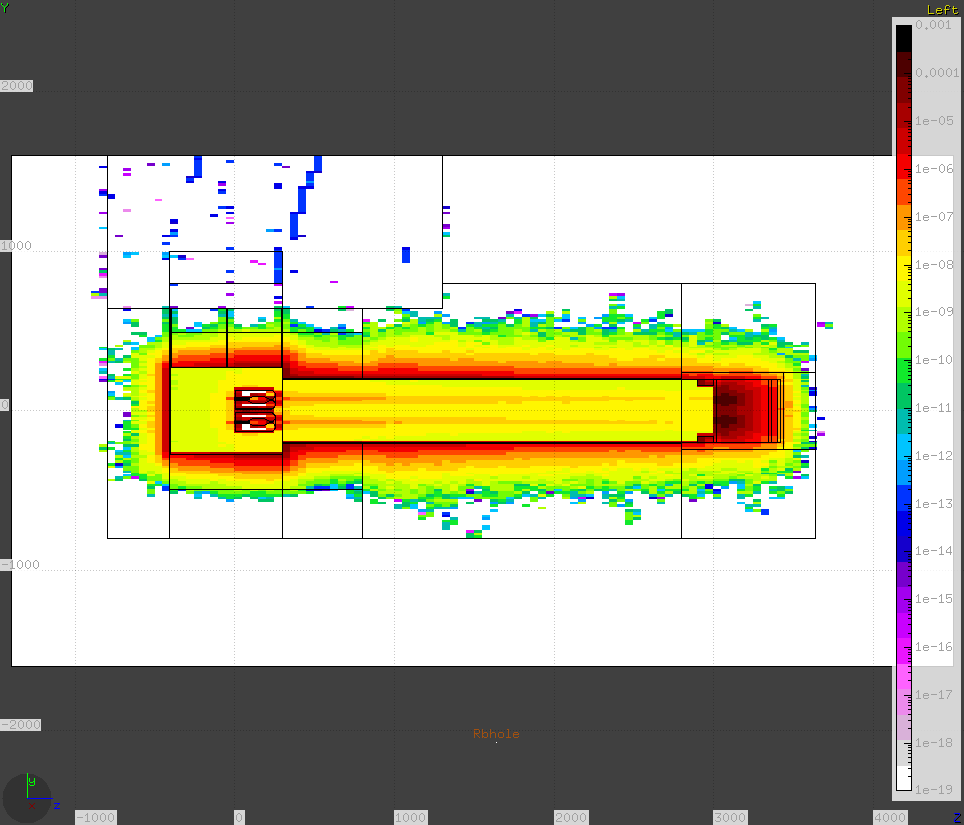 Y
Left
0.001
2000
0.0001
1e-05
1e-06
1e-07
1000
1e-08
1e-09
1e-10
0
1e-11
1e-12
1e-13
1e-14
-1000
1e-15
1e-16
1e-17
-2000
Rbhole
1e-18
y
1e-19
z
-1000
0
1000
2000
3000
4000
Z